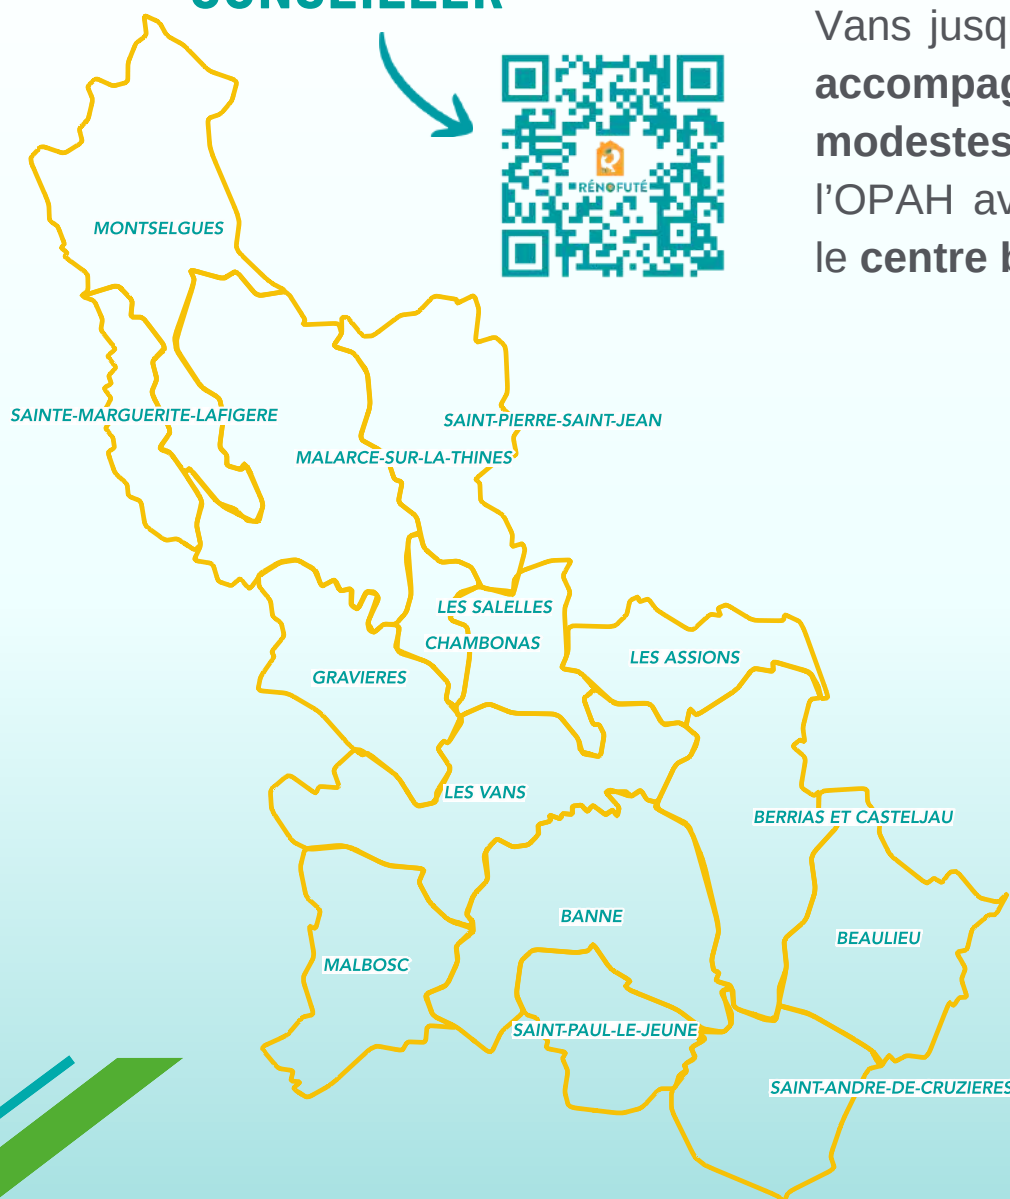 CONSEILLER
Vans jusq
accompag
modestes
l'OPAH av
le centre b
RÉNOFUTÉ
MONTSELGUES
SAINTE-MARGUERITE-LAFIGERE
SAINT-PIERRE-SAINT-JEAN
MALARCE-SUR-LA-THINES
LES SALELLES
CHAMBONAS
LES ASSIONS
GRAVIERES
LES VANS
BERRIAS ET CASTELJAU
BANNE
BEAULIEU
MALBOSC
SAINT-PAUL-LE-JEUNE
SAINT-ANDRE-DE-CRUZIERES